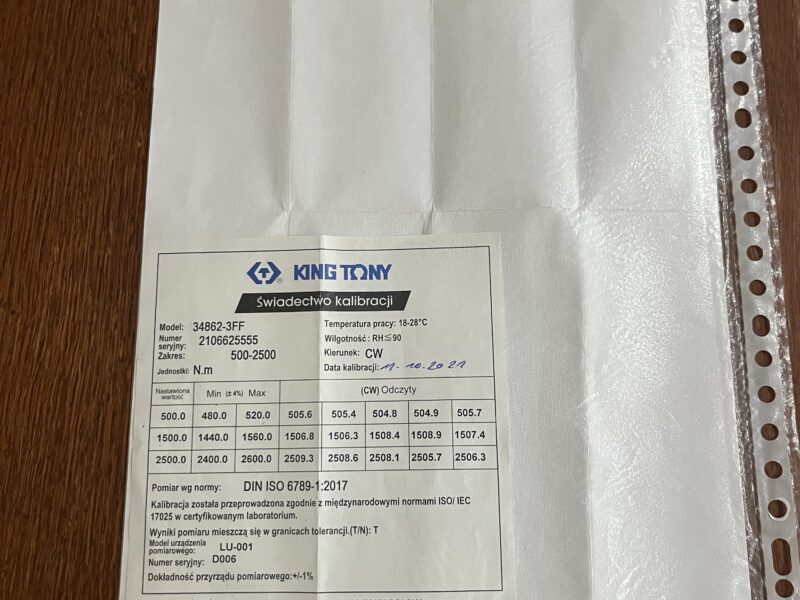 KING TONY
Świadectwo kalibracji
Model: 34862-3FF
Numer seryjny: 2106625555
Zakres: 500-2500
Jednostki: N.m
Temperatura pracy: 18-28°C
Wilgotność: RH≦90
Kierunek: CW
Data kalibracji: 11.10.2021
Nastawiona wartość Min (±4%) Max (CW) Odczyty
500.0 480.0 520.0 505.6 505.4 504.8 504.9 505.7
1500.0 1440.0 1560.0 1506.8 1506.3 1508.4 1508.9 1507.4
2500.0 2400.0 2600.0 2509.3 2508.6 2508.1 2505.7 2506.3
Pomiar wg normy: DIN ISO 6789-1:2017
Kalibracja została przeprowadzona zgodnie z międzynarodowymi normami ISO/ IEC
17025 w certyfikowanym laboratorium.
Wyniki pomiaru mieszczą się w granicach tolerancji.(T/N): T
Model urządzenia pomiarowego: LU-001
Numer seryjny: D006
Dokładność przyrządu pomiarowego:+/-1%